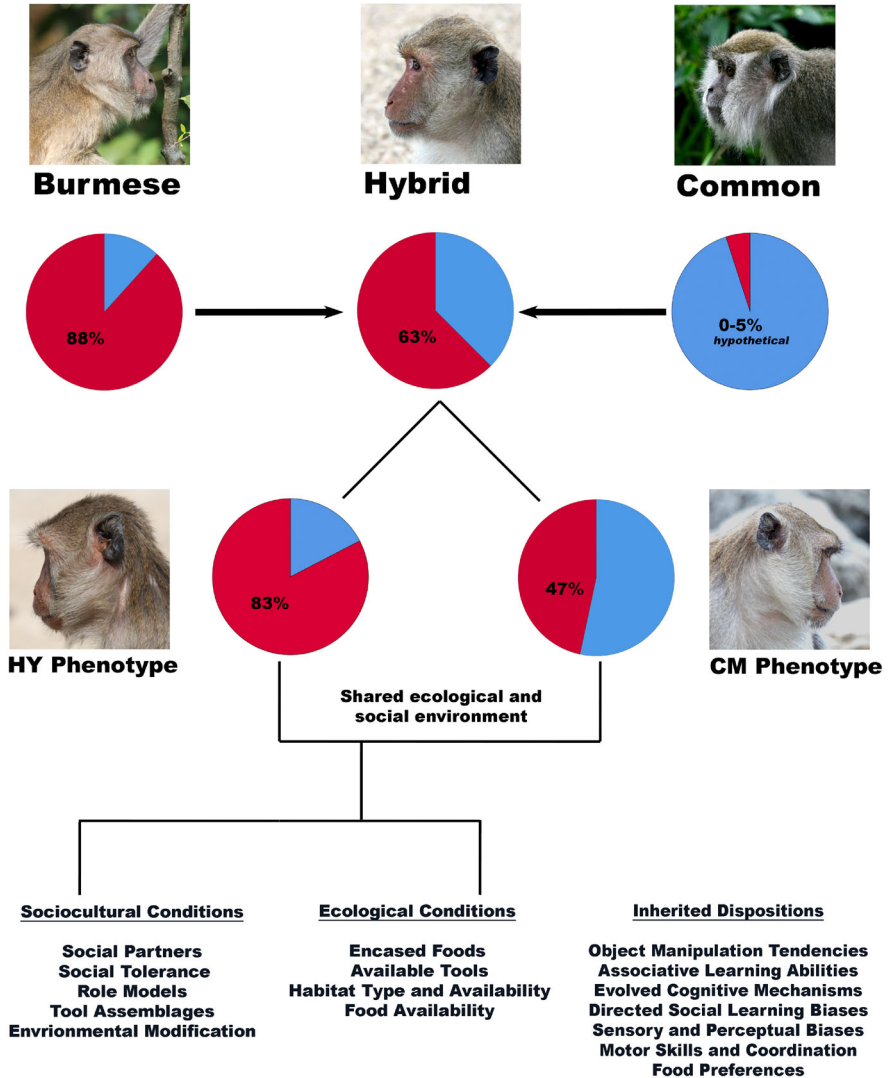 Burmese
Hybrid
Common
88%
63%
0-5%
hypothetical
83%
47%
HY Phenotype
CM Phenotype
Shared ecological and
social environment
Sociocultural Conditions
Social Partners
Social Tolerance
Role Models
Tool Assemblages
Envrionmental Modification
Ecological Conditions
Encased Foods
Available Tools
Habitat Type and Availability
Food Availability
Inherited Dispositions
Object Manipulation Tendencies
Associative Learning Abilities
Evolved Cognitive Mechanisms
Directed Social Learning Biases
Sensory and Perceptual Biases
Motor Skills and Coordination
Food Preferences